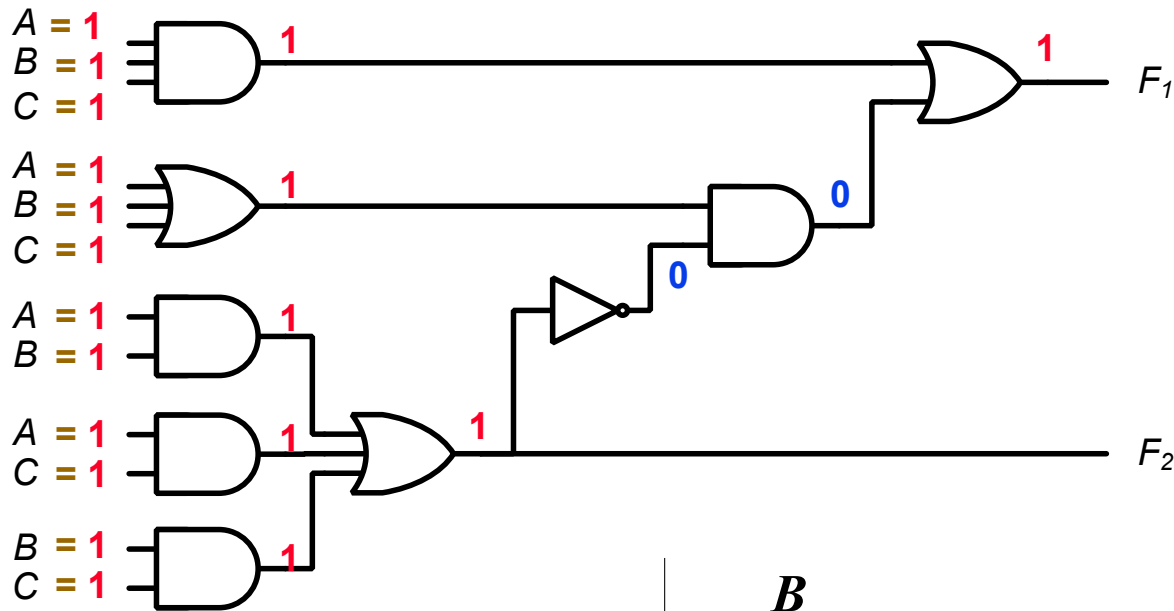 A = 1
1
1
B = 1
F1
C = 1
A = 1
1
B = 1
0
C = 1
0
A = 1
1
B = 1
A = 1
1
1
C = 1
F2
B = 1
1
C = 1
B